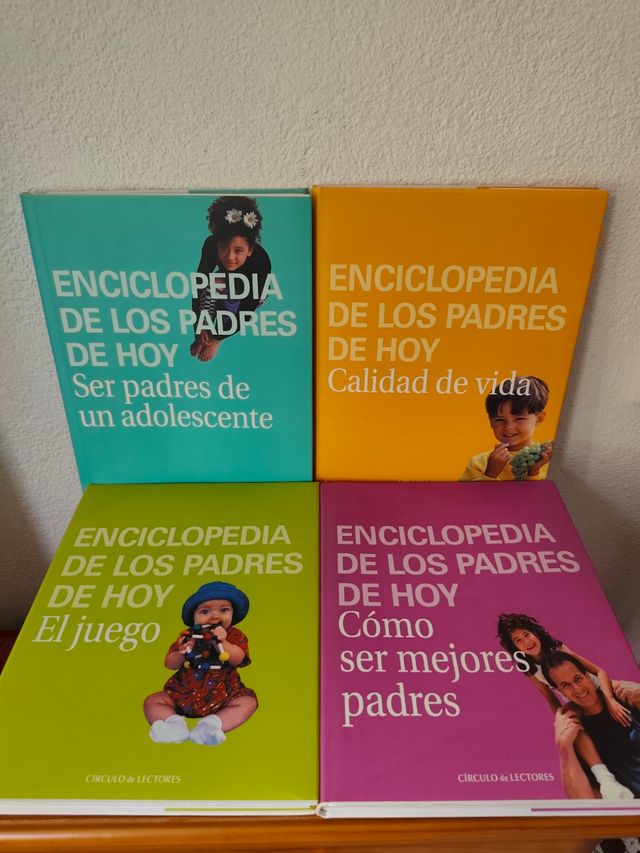 ENCICLOPEDIA
DE LOS PADRES
DE HOY
Ser padres de
un adolescente
ENCICLOPEDIA
DE LOS PADRES
DE HOY
Calidad de vida
ENCICLOPEDIA
DE LOS PADRES
DE HOY
El juego
CÍRCULO de LECTORES
ENCICLOPEDIA
DE LOS PADRES
DE HOY
Cómo
ser mejores
padres
CÍRCULO de LECTORES